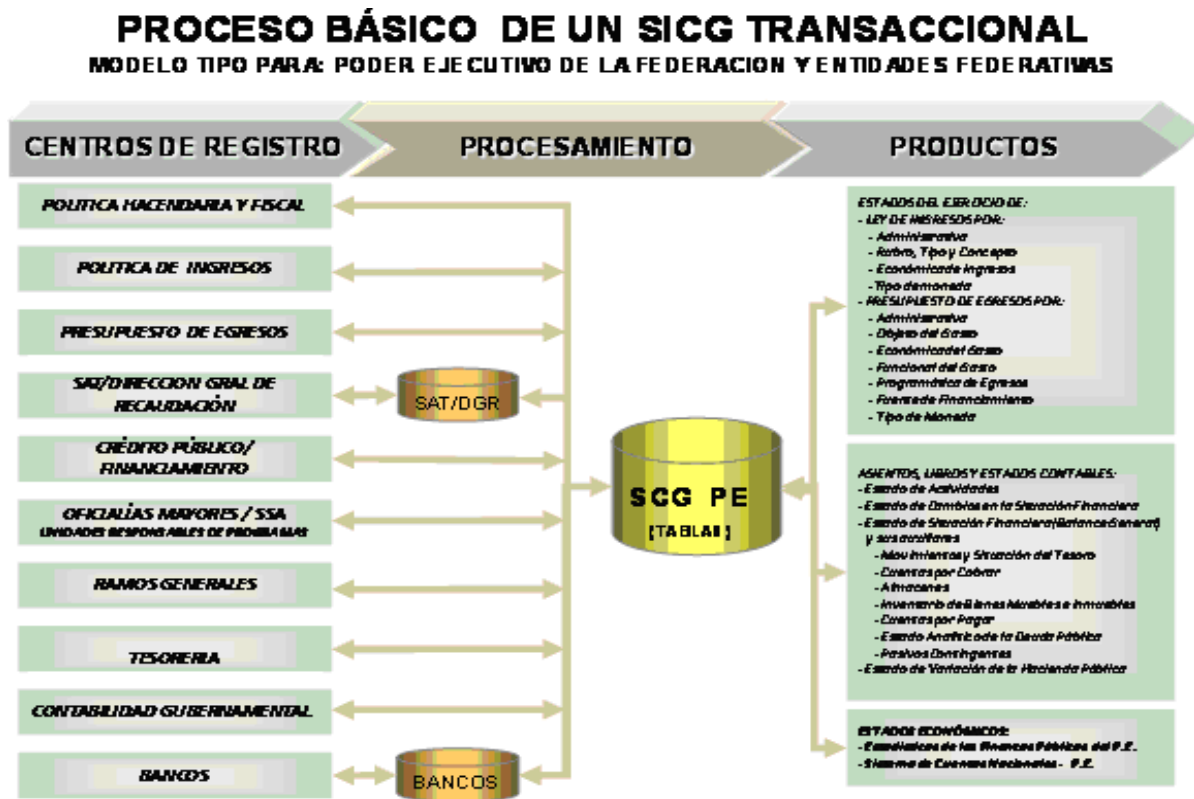 PROCESO BÁSICO DE UN SICG TRANSACCIONAL
MODELO TIPO PARA: PODER EJECUTIVO DE LA FEDERACION Y ENTIDADES FEDERATIVAS
CENTROS DE REGISTRO
PROCESAMIENTO
PRODUCTOS
POLITICA HACENDARIA Y FISCAL
POLITICA DE INGRESOS
PRESUPUESTO DE EGRESOS
SAT/DIRECCION GRAL DE
RECAUDACIÓN
CRÉDITO PÚBLICO/
FINANCIAMIENTO
OFICIALÍAS MAYORES / SSA
UNIDADES RESPONSABLES DE PROGRAMAS
RAMOS GENERALES
TESORERIA
CONTABILIDAD GUBERNAMENTAL
BANCOS
SAT/DGR
BANCOS
SCG PE
ESTADOS DEL EJERCICIO DE:
- LEY DE INGRESOS POR:
- Administrativa
- Rubro, Tipo y Concepto
- Económica de Ingresos
- Tipo de moneda
- PRESUPUESTO DE EGRESOS POR:
- Administrativa
- Objeto del Gasto
- Económica del Gasto
- Funcional del Gasto
- Programática de Egresos
- Fuente de Financiamiento
- Tipo de Moneda
ASIENTOS, LIBROS Y ESTADOS CONTABLES:
- Estado de Actividades
- Estado de Cambios en la Situación Financiera
- Estado de Situación Financiera (Balance General)
y sus auxiliares
- Movimientos y Situación del Tesoro
- Cuentas por Cobrar
- Almacenes
- Inventario de Bienes Muebles e Inmuebles
- Cuentas por Pagar
- Estado Analítico de la Deuda Pública
- Pasivos Contingentes
- Estado de Variación de la Hacienda Pública
ESTADOS ECONÓMICOS:
- Estadísticas de las Finanzas Públicas del P.E.
- Sistema de Cuentas Nacionales - P.E.